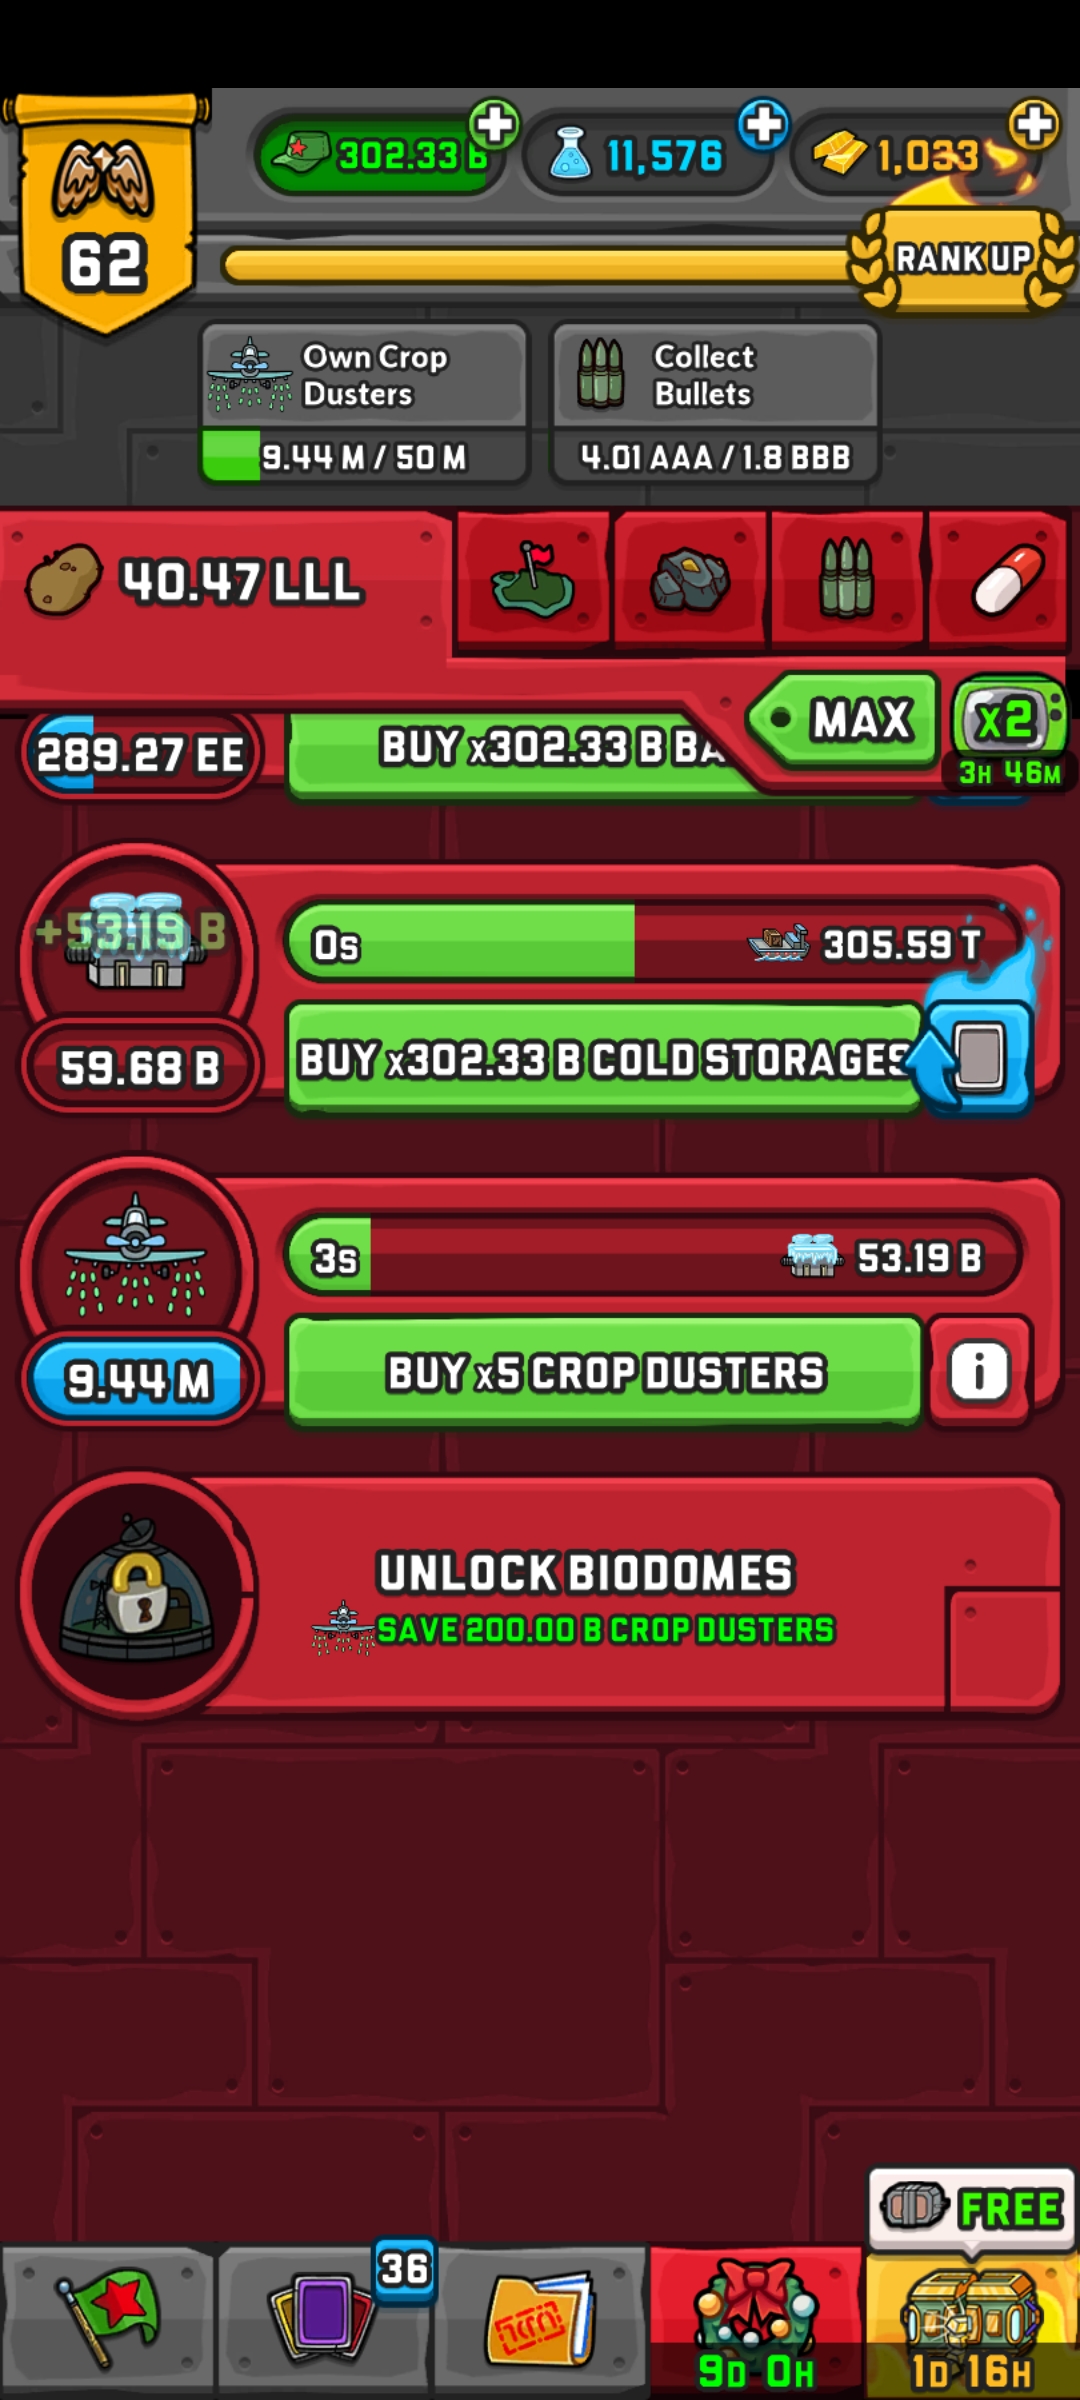 302.33 B
11,576
1,033
62
RANK UP
Own Crop
Dusters
9.44 M / 50 M
Collect
Bullets
4.01 AAA / 1.8 BBB
40.47 LLL
MAX
x2
3H 46M
289.27 EE
BUY x302.33 B
+53.19 B
0s
305.59 T
59.68 B
BUY x302.33 B COLD STORAGES
3s
53.19 B
9.44 M
BUY x5 CROP DUSTERS
i
UNLOCK BIODOMES
SAVE 200.00 B CROP DUSTERS
FREE
36
9D 0H
1D 16H